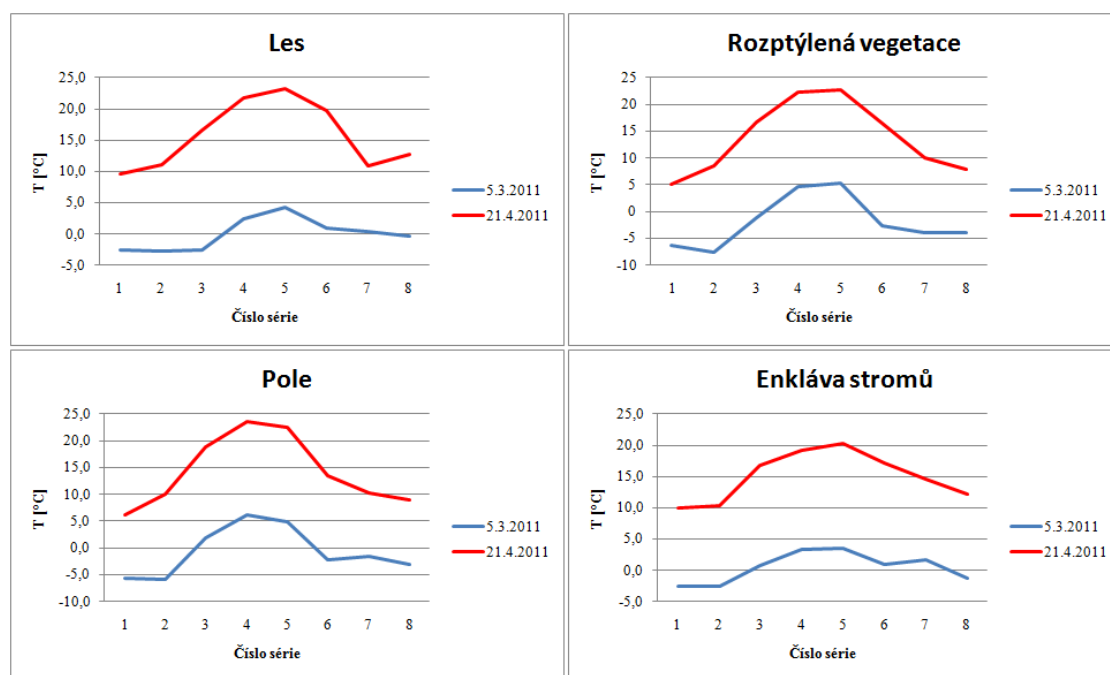 Les
25,0
20,0
15,0
10,0
5,0
0,0
-5,0
T [°C]
1 2 3 4 5 6 7 8
Číslo série
5.3.2011
21.4.2011
Rozptýlená vegetace
25
20
15
10
5
0
-5
-10
T [°C]
1 2 3 4 5 6 7 8
Číslo série
5.3.2011
21.4.2011
Pole
25,0
20,0
15,0
10,0
5,0
0,0
-5,0
-10,0
T [°C]
1 2 3 4 5 6 7 8
Číslo série
5.3.2011
21.4.2011
Enkláva stromů
25,0
20,0
15,0
10,0
5,0
0,0
-5,0
T [°C]
1 2 3 4 5 6 7 8
Číslo série
5.3.2011
21.4.2011